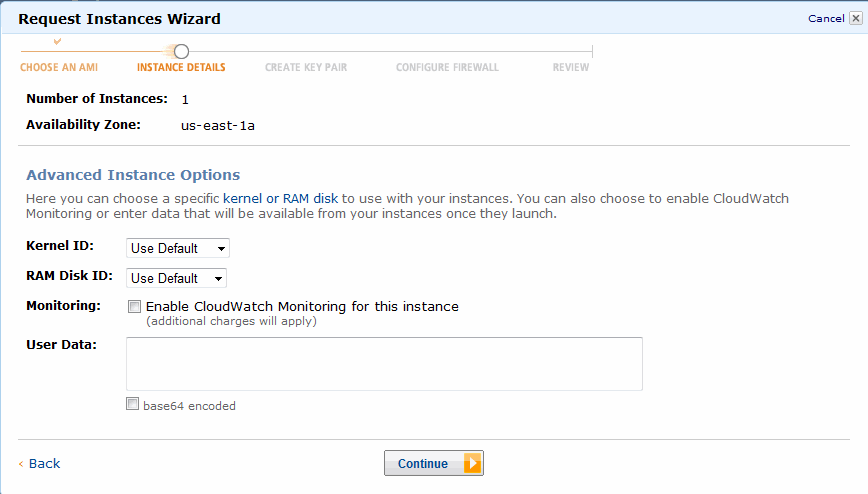 Request Instances Wizard
Cancel
CHOOSE AN AMI INSTANCE DETAILS CREATE KEY PAIR CONFIGURE FIREWALL REVIEW
Number of Instances: 1
Availability Zone: us-east-1a
Advanced Instance Options
Here you can choose a specific kernel or RAM disk to use with your instances. You can also choose to enable CloudWatch
Monitoring or enter data that will be available from your instances once they launch.
Kernel ID: Use Default
RAM Disk ID: Use Default
Monitoring: Enable CloudWatch Monitoring for this instance
(additional charges will apply)
User Data:
base64 encoded
Back
Continue